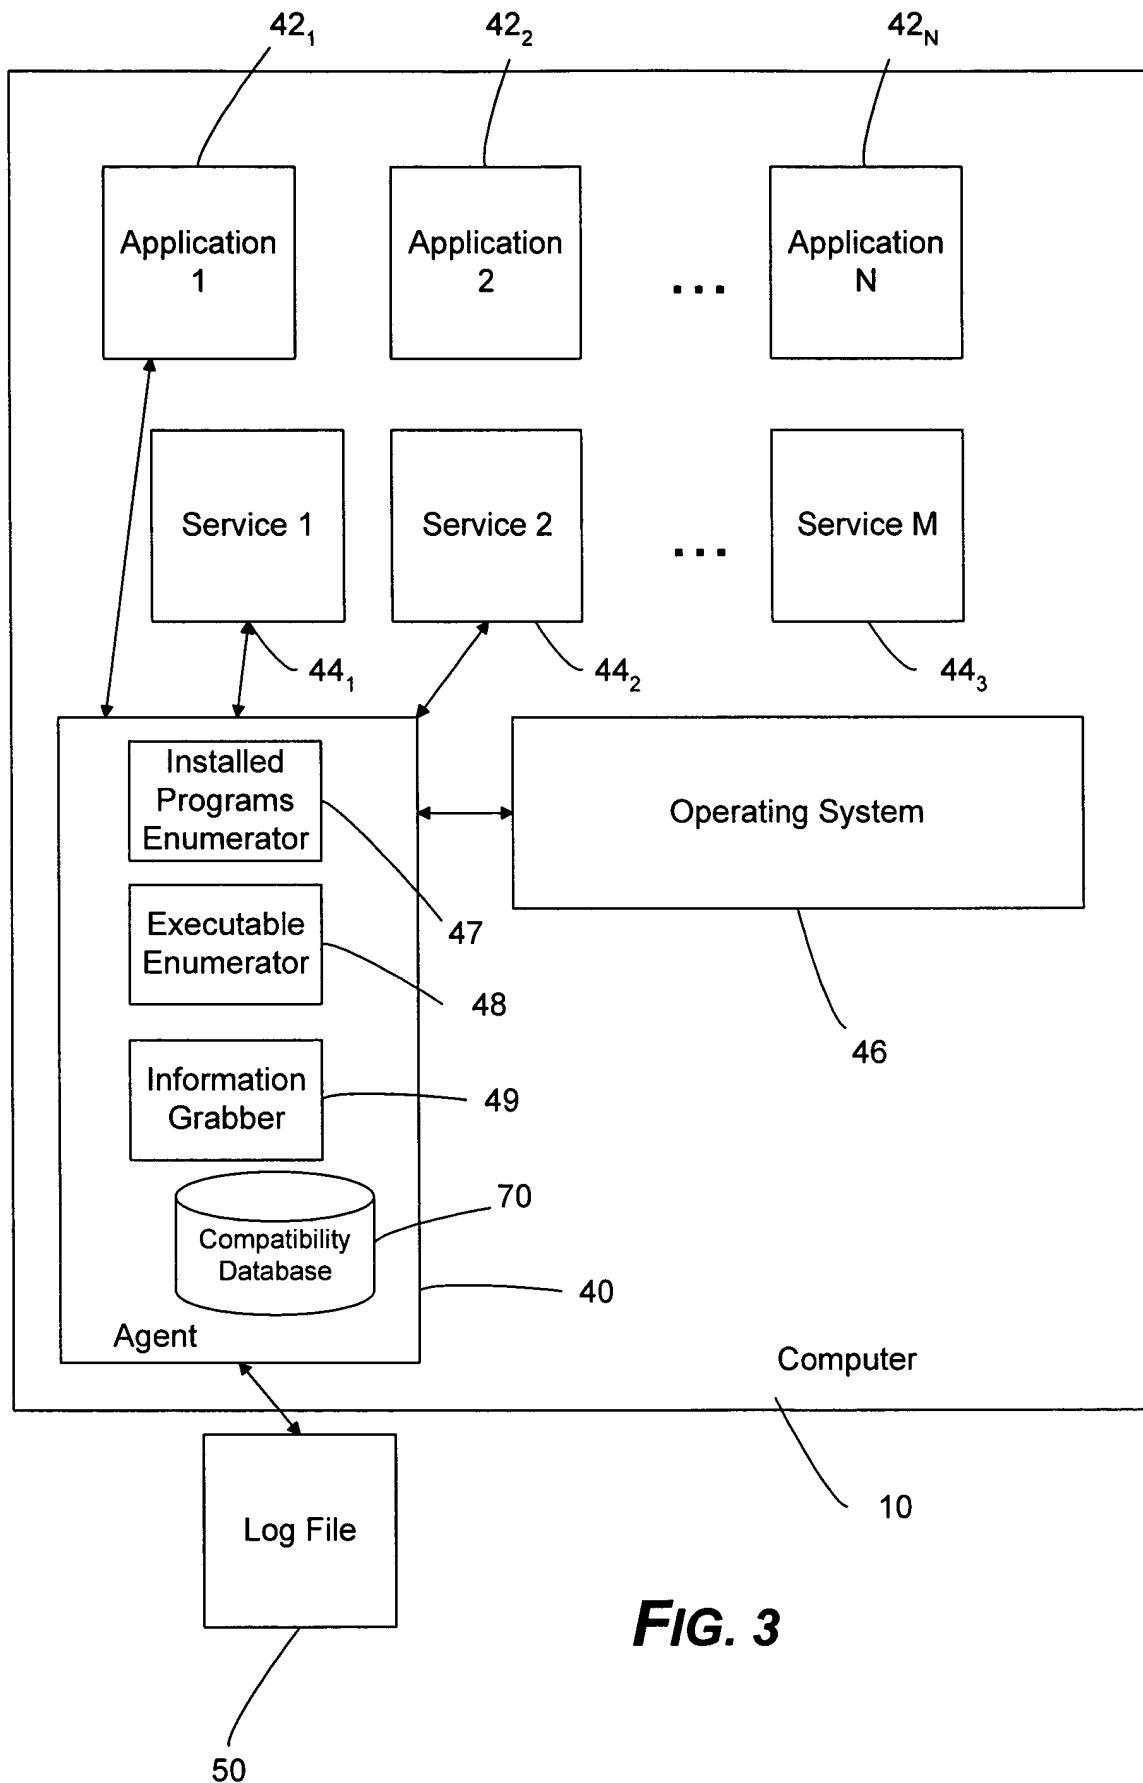 42₁ 42₂ 42ₙ
Application 1
Application 2
...
Application N
Service 1
Service 2
...
Service M
44₁ 44₂ 44₃
Installed
Programs
Enumerator
Operating System
47
Executable
Enumerator
48
46
Information
Grabber
49
70
Compatibility
Database
40
Agent
Computer
10
Log File
FIG. 3
50